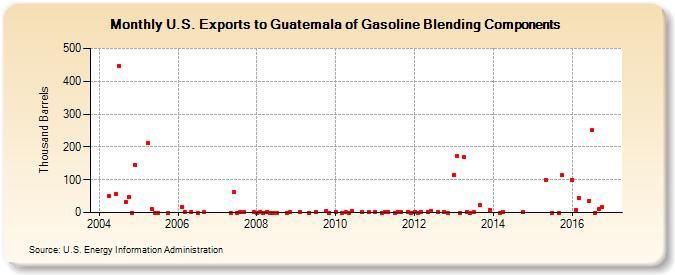 Monthly U.S. Exports to Guatemala of Gasoline Blending Components
Thousand Barrels
500
400
300
200
100
0
2004 2006 2008 2010 2012 2014 2016
Source: U.S. Energy Information Administration